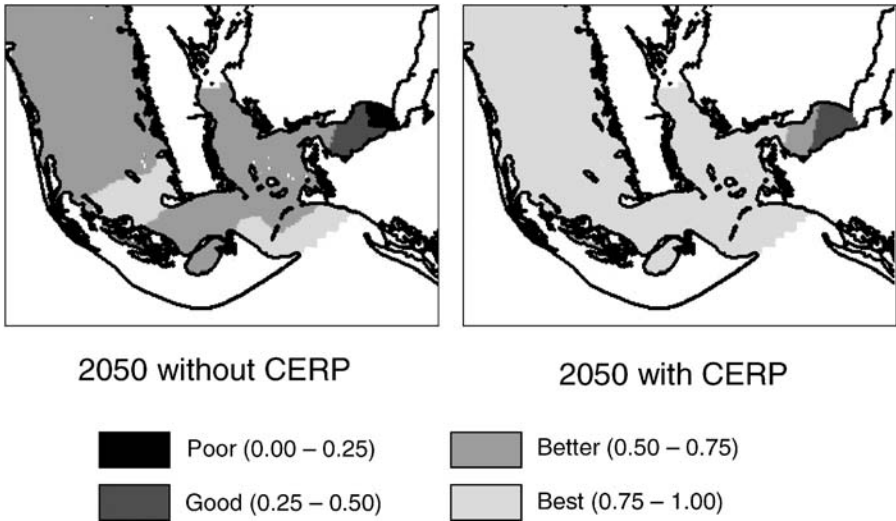 2050 without CERP
2050 with CERP
Poor (0.00 – 0.25)
Better (0.50 – 0.75)
Good (0.25 – 0.50)
Best (0.75 – 1.00)